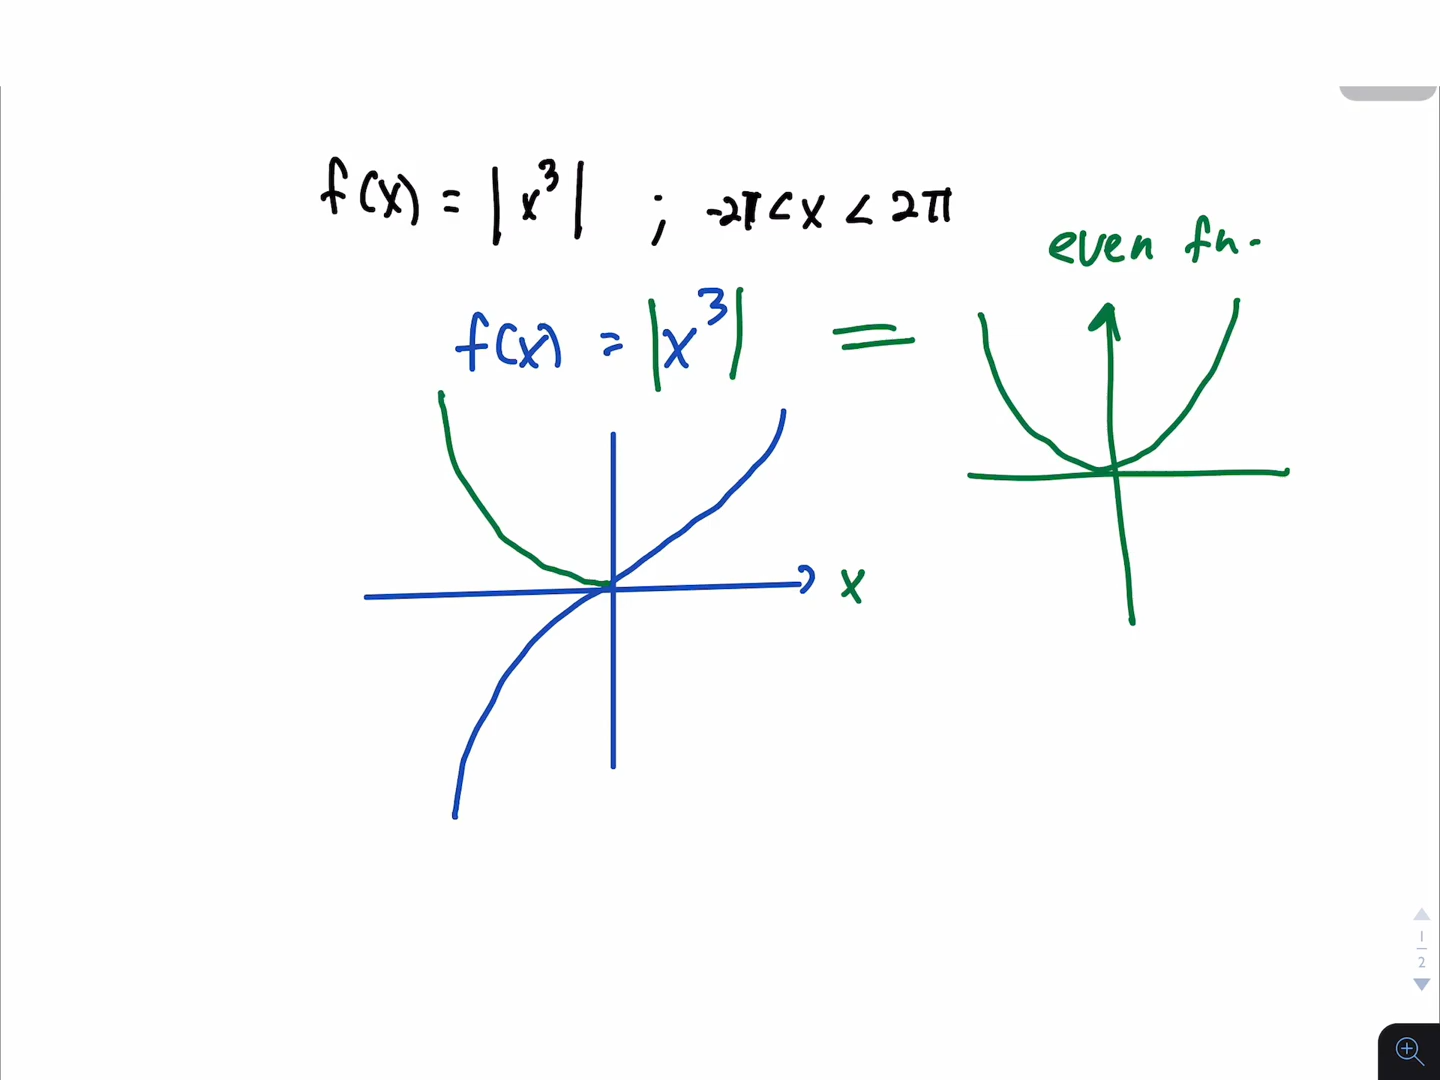 f(x) = |x³| ; -2π < x < 2π
even fn.
f(x) = |x³| =
x
1
2